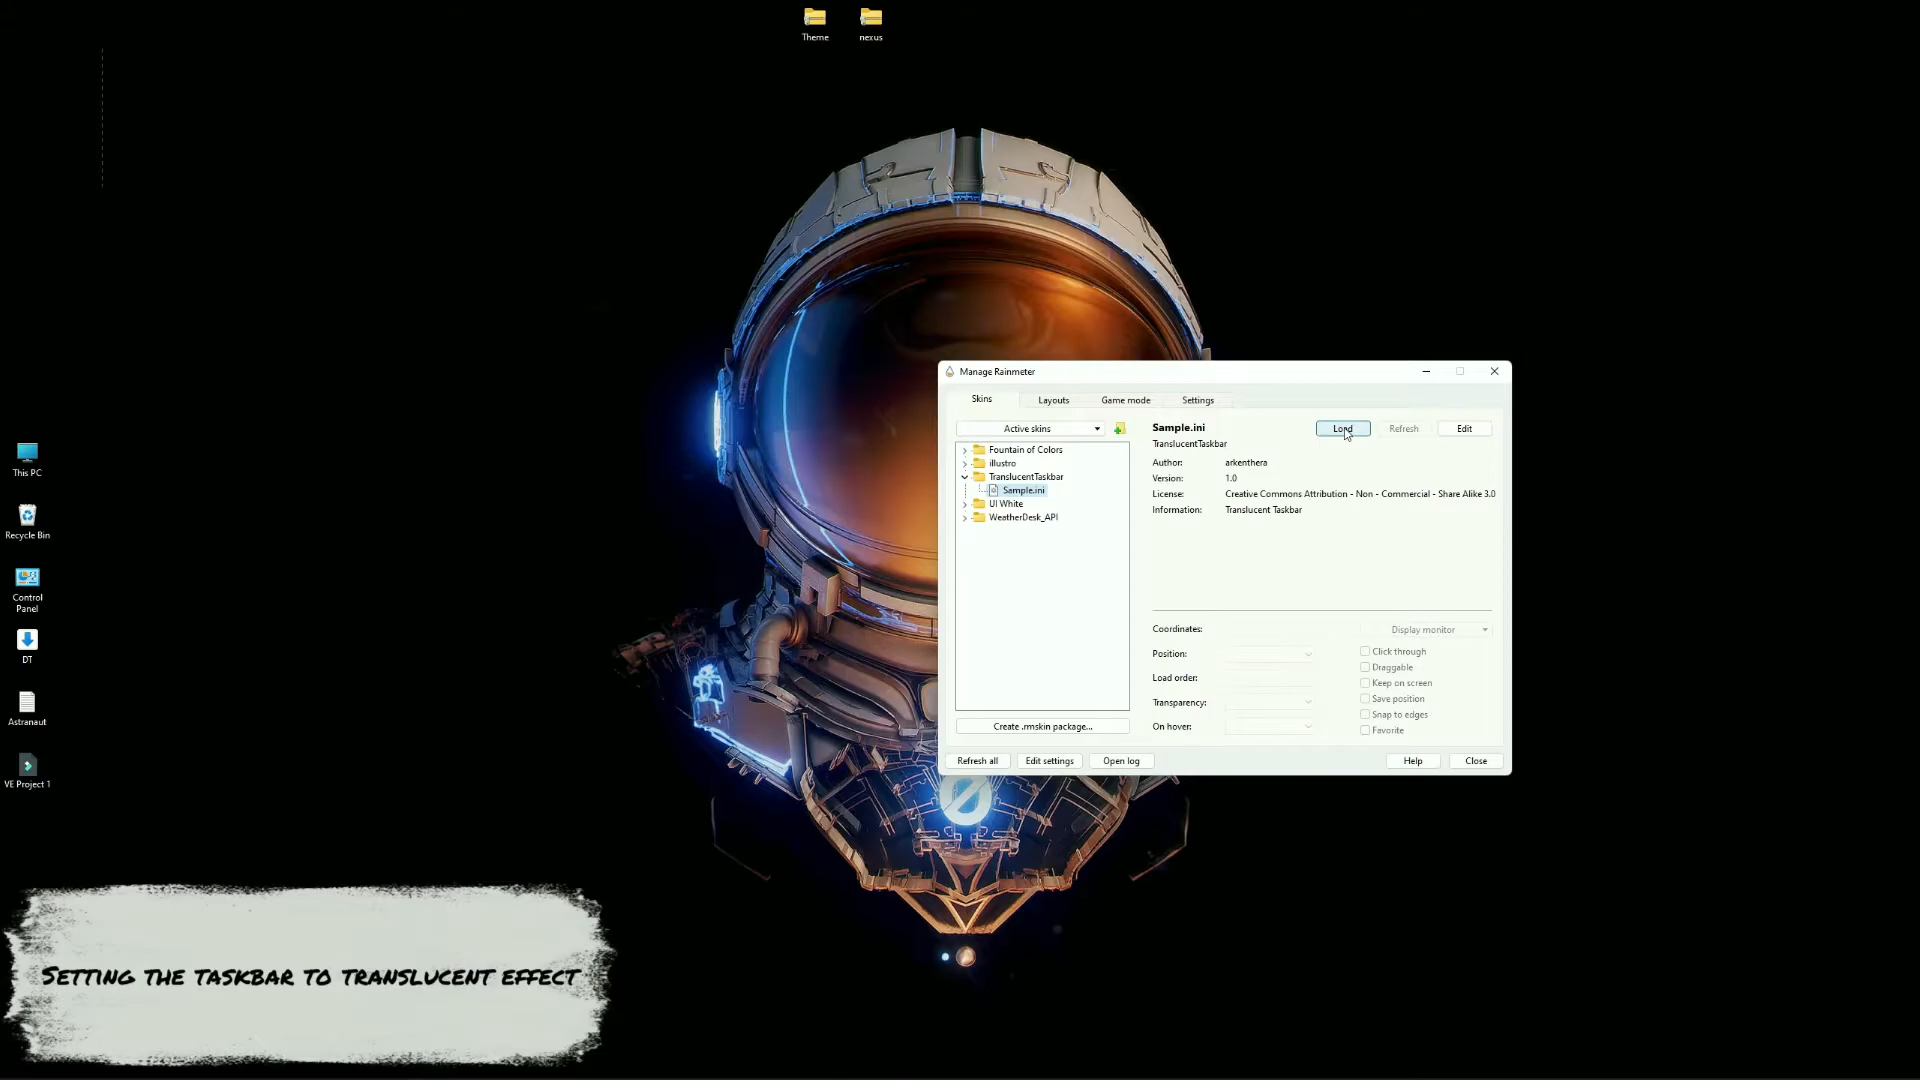 Theme
nexus
This PC
Recycle Bin
Control
Panel
DT
Astranaut
VE Project 1
Manage Rainmeter
Skins
Layouts
Game mode
Settings
Active skins
Fountain of Colors
illustro
TranslucentTaskbar
Sample.ini
UI White
WeatherDesk_API
Create .rmskin package...
Sample.ini
TranslucentTaskbar
Load
Refresh
Edit
Author: arkenthera
Version: 1.0
License: Creative Commons Attribution - Non - Commercial - Share Alike 3.0
Information: Translucent Taskbar
Coordinates:
Display monitor
Position:
Load order:
Transparency:
On hover:
Click through
Draggable
Keep on screen
Save position
Snap to edges
Favorite
Refresh all
Edit settings
Open log
Help
Close
SETTING THE TASKBAR TO TRANSLUCENT EFFECT